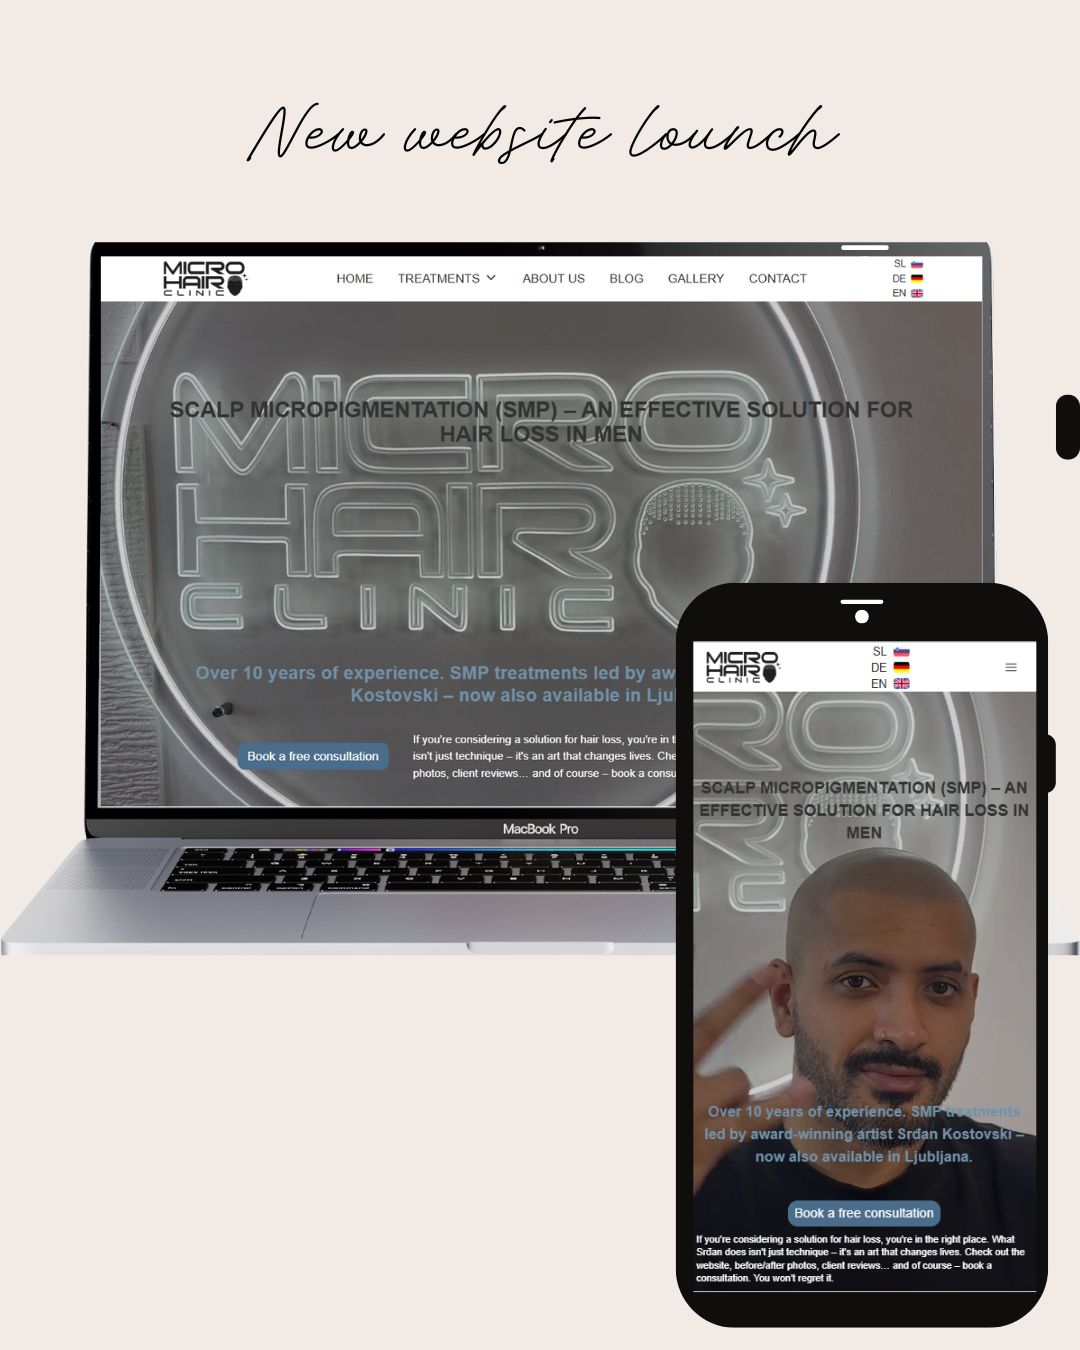 New website lounch
MICRO
HAIR
CLINIC
HOME TREATMENTS ABOUT US BLOG GALLERY CONTACT
SL
DE
EN
MICRO
HAIR
CLINIC
SCALP MICROPIGMENTATION (SMP) – AN EFFECTIVE SOLUTION FOR
HAIR LOSS IN MEN
Over 10 years of experience. SMP treatments led by aw
Kostovski – now also available in Ljul
Book a free consultation
If you're considering a solution for hair loss, you're in t
isn't just technique – it's an art that changes lives. Che
photos, client reviews… and of course – book a consu
MacBook Pro
MICRO
HAIR
CLINIC
SL
DE
EN
SCALP MICROPIGMENTATION (SMP) – AN
EFFECTIVE SOLUTION FOR HAIR LOSS IN
MEN
Over 10 years of experience. SMP treatments
led by award-winning artist Srđan Kostovski –
now also available in Ljubljana.
Book a free consultation
If you're considering a solution for hair loss, you're in the right place. What
Srđan does isn't just technique – it's an art that changes lives. Check out the
website, before/after photos, client reviews… and of course – book a
consultation. You won't regret it.